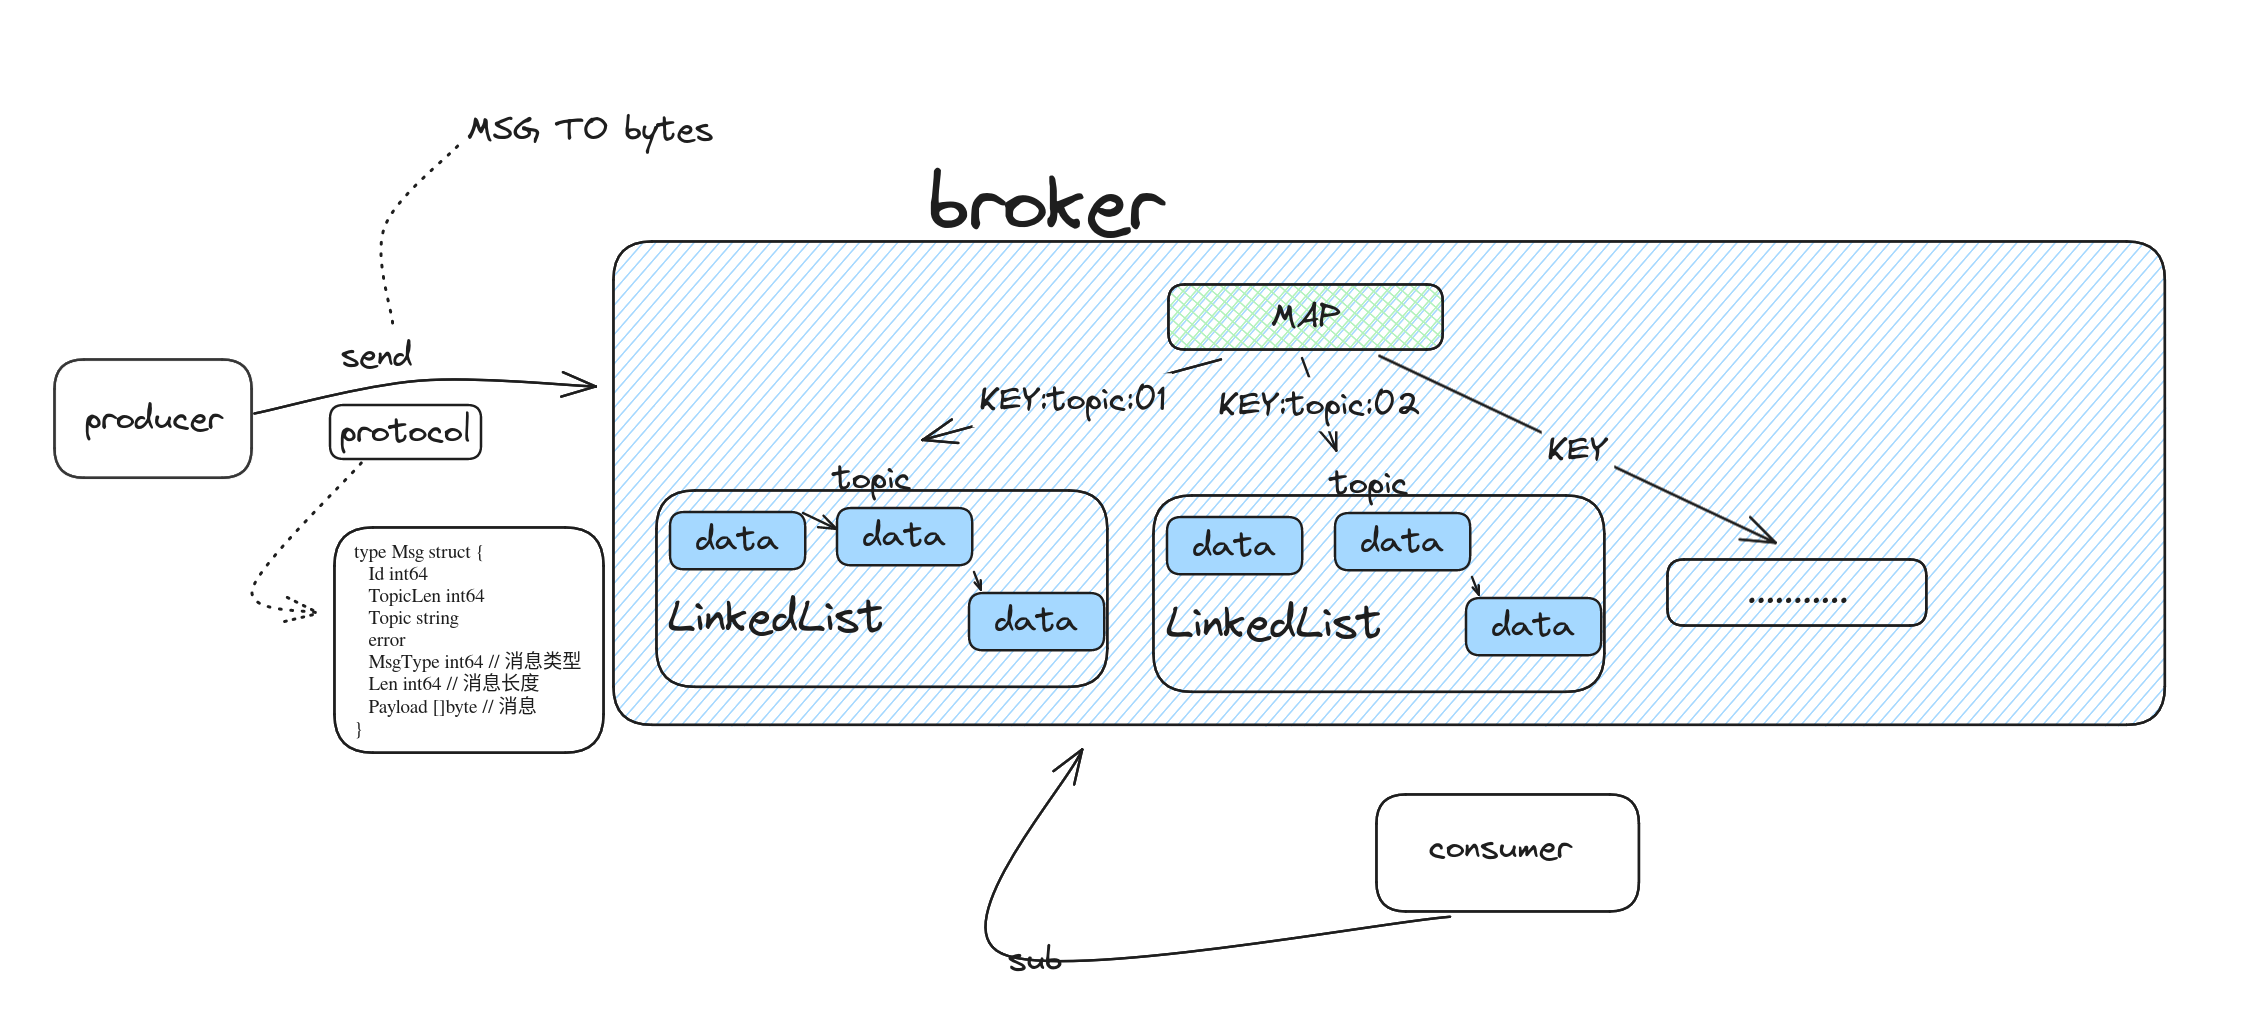 MSG TO bytes
broker
MAP
send
producer
protocol
KEY:topic:01
KEY:topic:02
KEY
topic
topic
data
data
data
data
LinkedList
data
LinkedList
data
...........
type Msg struct {
Id int64
TopicLen int64
Topic string
error
MsgType int64 // 消息类型
Len int64 // 消息长度
Payload []byte // 消息
}
consumer
sub